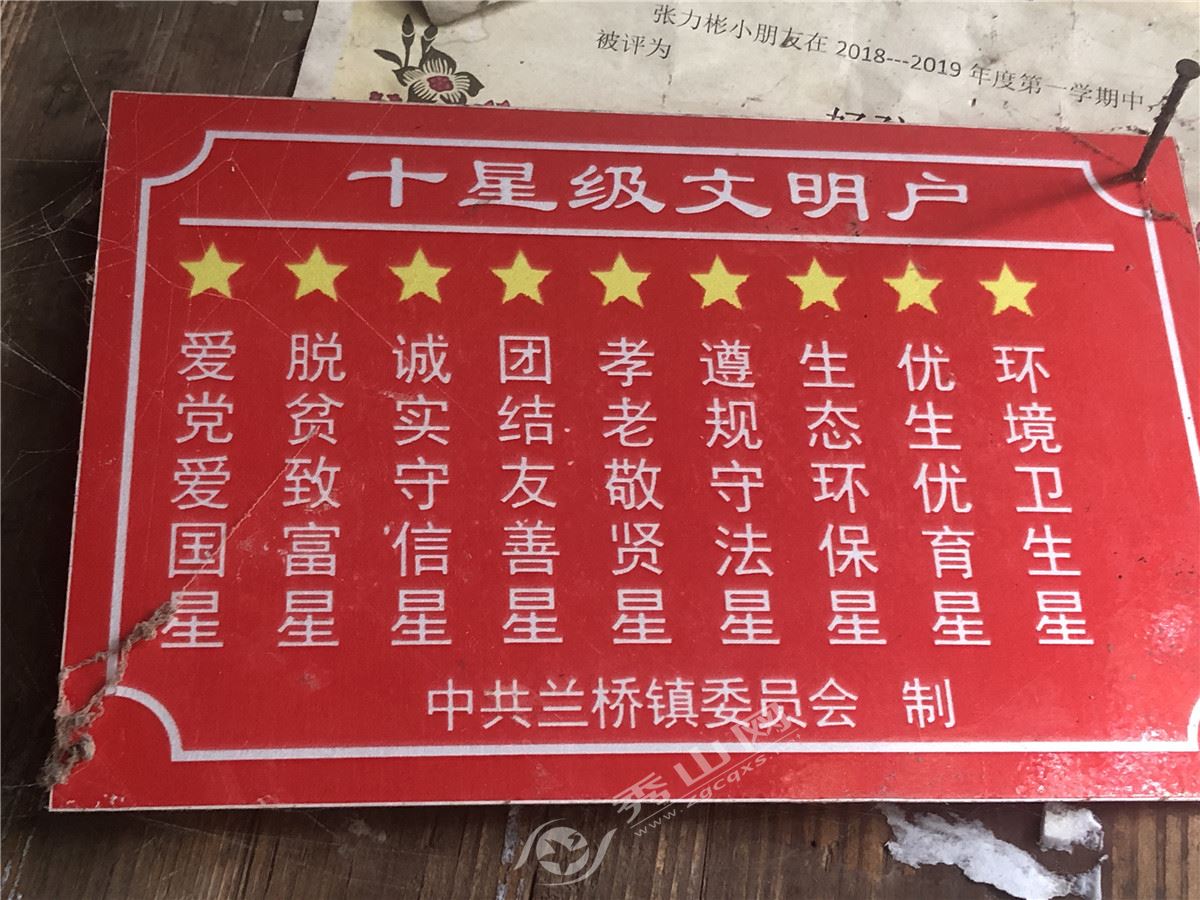 张力彬小朋友在 2018---2019 年度第一学期中,
被评为
十星级文明户
爱党爱国星
脱贫致富星
诚实守信星
团结友善星
孝老敬贤星
遵规守法星
生态环保星
优生优育星
环境卫生星
中共兰桥镇委员会 制
秀山网
www.zgcqxs.